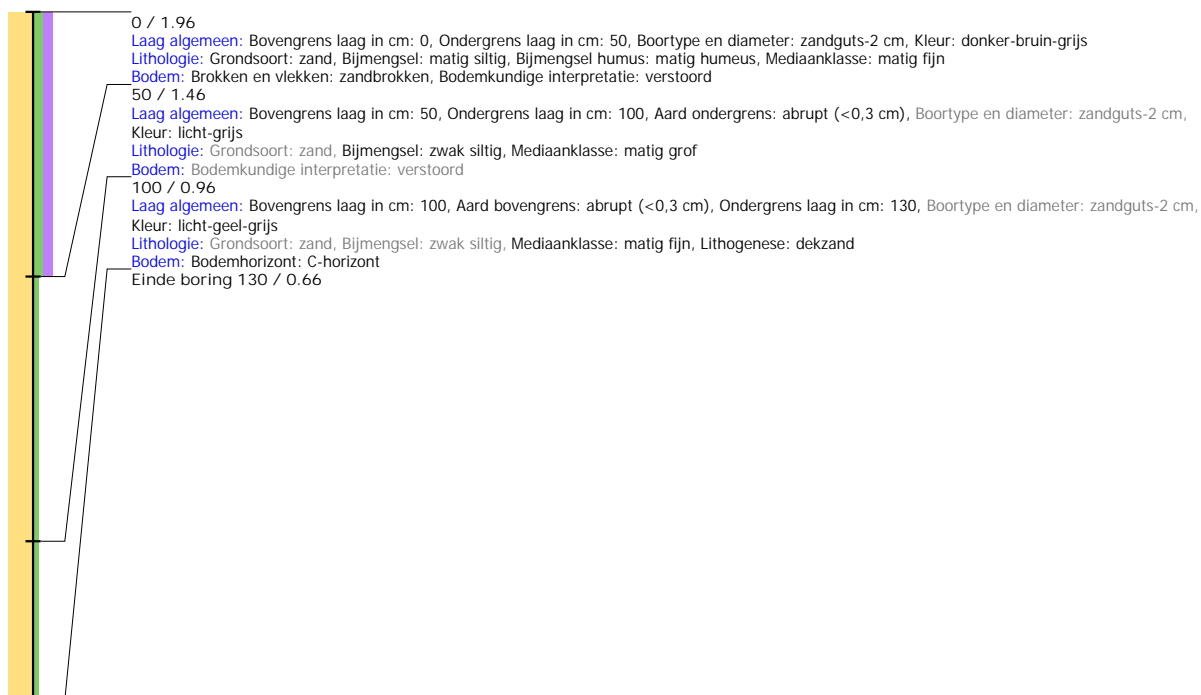 0 / 1.96
Laag algemeen: Bovengrens laag in cm: 0, Ondergrens laag in cm: 50, Boortype en diameter: zandguts-2 cm, Kleur: donker-bruin-grijs
Lithologie: Grondsoort: zand, Bijmengsel: matig siltig, Bijmengsel humus: matig humeus, Mediaanklasse: matig fijn
Bodem: Brokken en vlekken: zandbrokken, Bodemkundige interpretatie: verstoord
50 / 1.46
Laag algemeen: Bovengrens laag in cm: 50, Ondergrens laag in cm: 100, Aard ondergrens: abrupt (<0,3 cm), Boortype en diameter: zandguts-2 cm,
Kleur: licht-grijs
Lithologie: Grondsoort: zand, Bijmengsel: zwak siltig, Mediaanklasse: matig grof
Bodem: Bodemkundige interpretatie: verstoord
100 / 0.96
Laag algemeen: Bovengrens laag in cm: 100, Aard bovengrens: abrupt (<0,3 cm), Ondergrens laag in cm: 130, Boortype en diameter: zandguts-2 cm,
Kleur: licht-geel-grijs
Lithologie: Grondsoort: zand, Bijmengsel: zwak siltig, Mediaanklasse: matig fijn, Lithogenese: dekzand
Bodem: Bodemhorizont: C-horizont
Einde boring 130 / 0.66